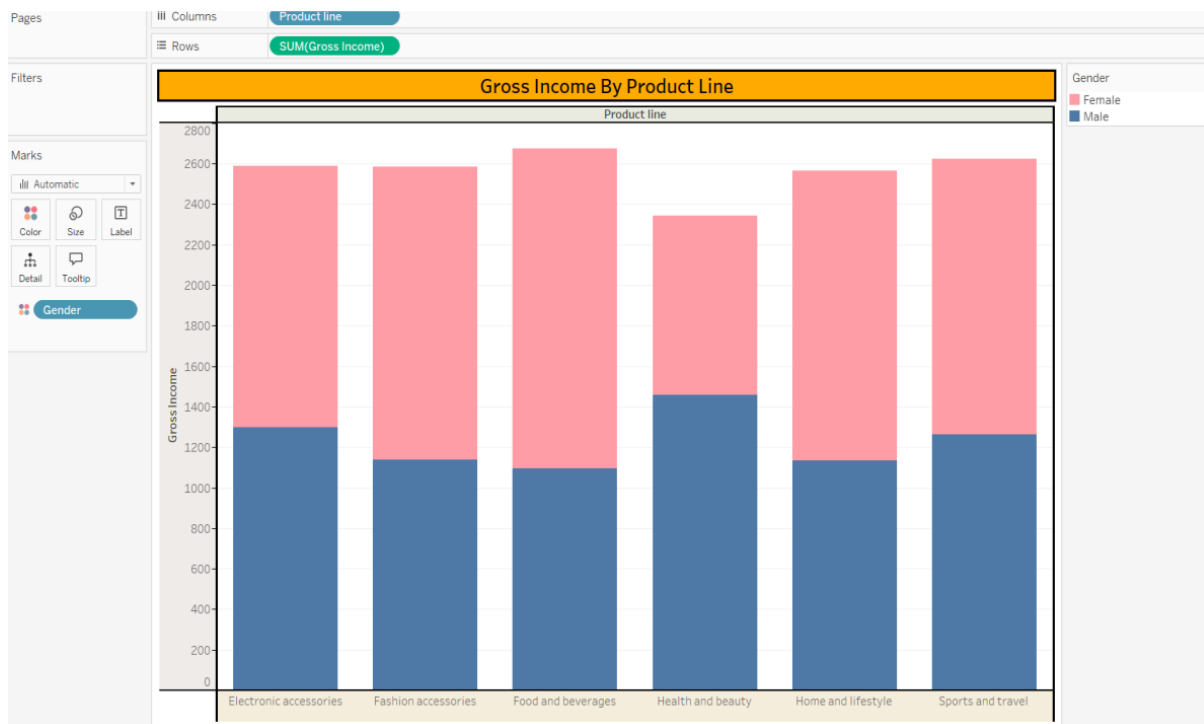 Pages
Columns
Product line
Rows
SUM(Gross Income)
Filters
Marks
Automatic
Color
Size
Label
Detail
Tooltip
Gender
Gross Income By Product Line
Product line
Gross Income
2800
2600
2400
2200
2000
1800
1600
1400
1200
1000
800
600
400
200
0
Electronic accessories
Fashion accessories
Food and beverages
Health and beauty
Home and lifestyle
Sports and travel
Gender
Female
Male